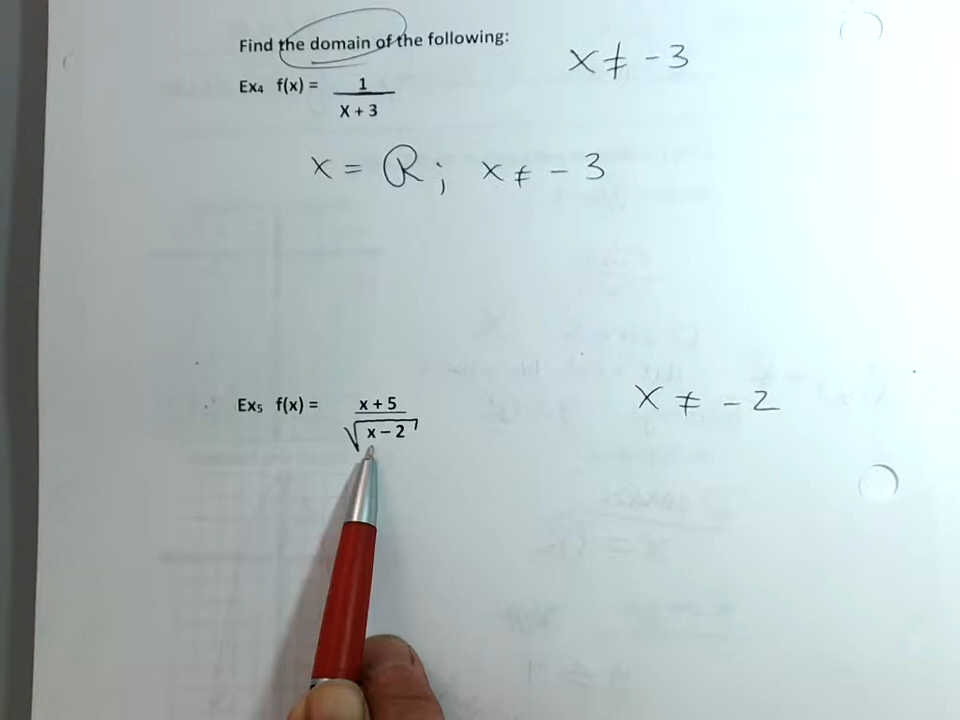 Find the domain of the following:
x ≠ -3
Ex4 f(x) = 1
x + 3
x = ℝ; x ≠ -3
Ex5 f(x) = x + 5
√x – 2
x ≠ -2